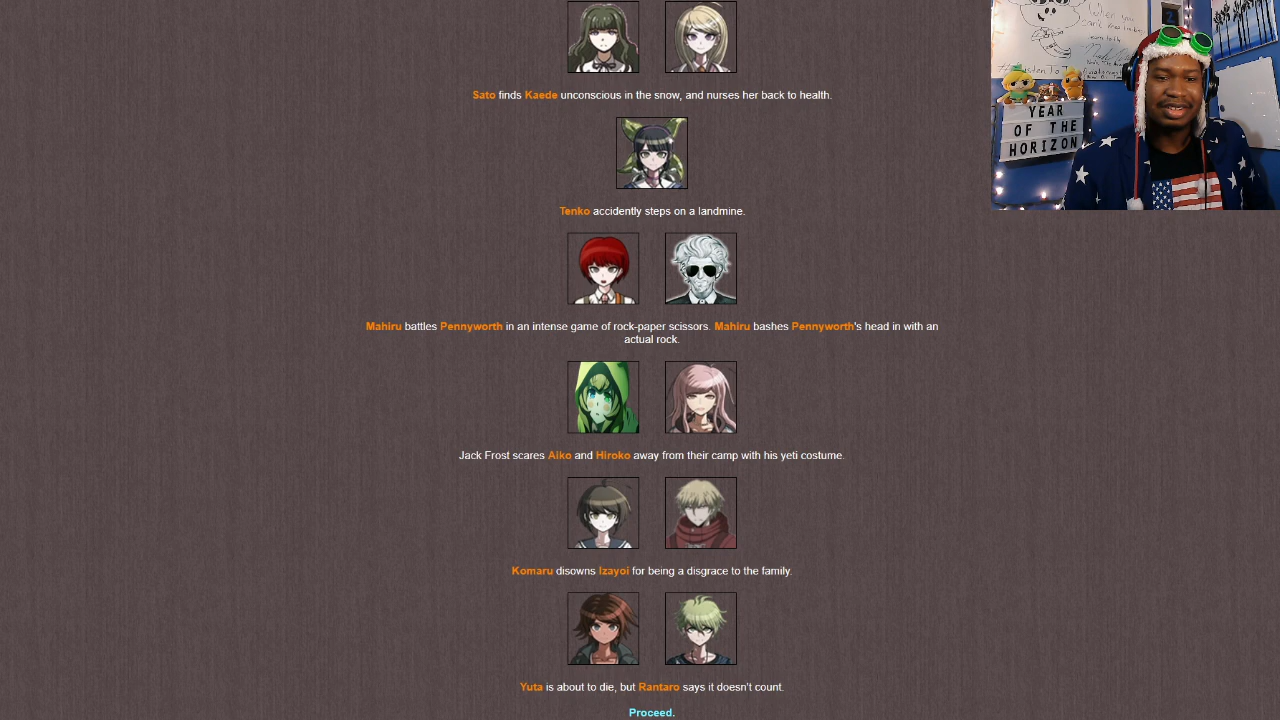 Sato finds Kaede unconscious in the snow, and nurses her back to health.
Tenko accidently steps on a landmine.
Mahiru battles Pennyworth in an intense game of rock-paper scissors. Mahiru bashes Pennyworth's head in with an
actual rock.
Jack Frost scares Aiko and Hiroko away from their camp with his yeti costume.
Komaru disowns Izayoi for being a disgrace to the family.
Yuta is about to die, but Rantaro says it doesn't count.
Proceed.
YEAR
OF THE
HORIZON